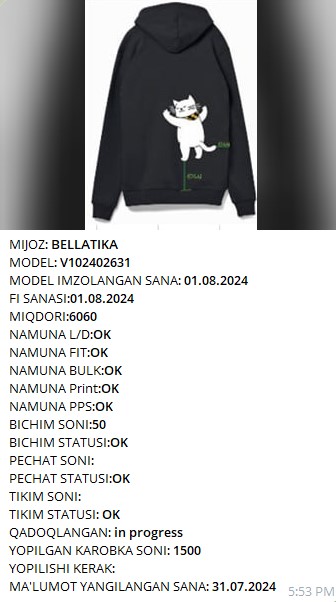 MIJOZ: BELLATIKA
MODEL: V102402631
MODEL IMZOLANGAN SANA: 01.08.2024
FI SANASI:01.08.2024
MIQDORI:6060
NAMUNA L/D:OK
NAMUNA FIT:OK
NAMUNA BULK:OK
NAMUNA Print:OK
NAMUNA PPS:OK
BICHIM SONI:50
BICHIM STATUSI:OK
PECHAT SONI:
PECHAT STATUSI:OK
TIKIM SONI:
TIKIM STATUSI: OK
QADOQLANGAN: in progress
YOPILGAN KAROBKA SONI: 1500
YOPILISHI KERAK:
MA'LUMOT YANGILANGAN SANA: 31.07.2024 5:53 PM